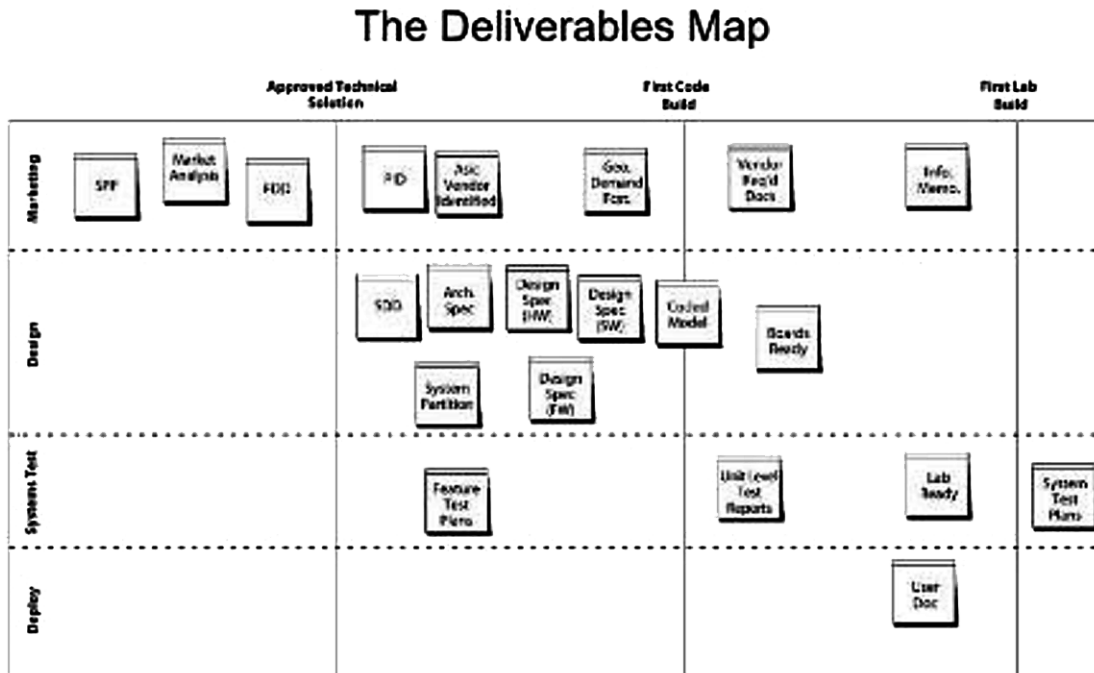 The Deliverables Map
Approved Technical
Solution
First Code
Build
First Lab
Build
Marketing
Market
Analysis
Asic
Vendor
Identified
Geo.
Demand
Fcst.
Vendor
Req'd
Docs
Info.
Memo.
Design
SDD
Arch.
Spec
Design
Spec
(HW)
Design
Spec
(SW)
Coded
Model
Boards
Ready
System
Partition
Design
Spec
(FW)
Systems Test
Feature
Test
Plans
Unit Level
Test
Reports
Lab
Ready
System
Test
Plans
Deploy
User
Doc